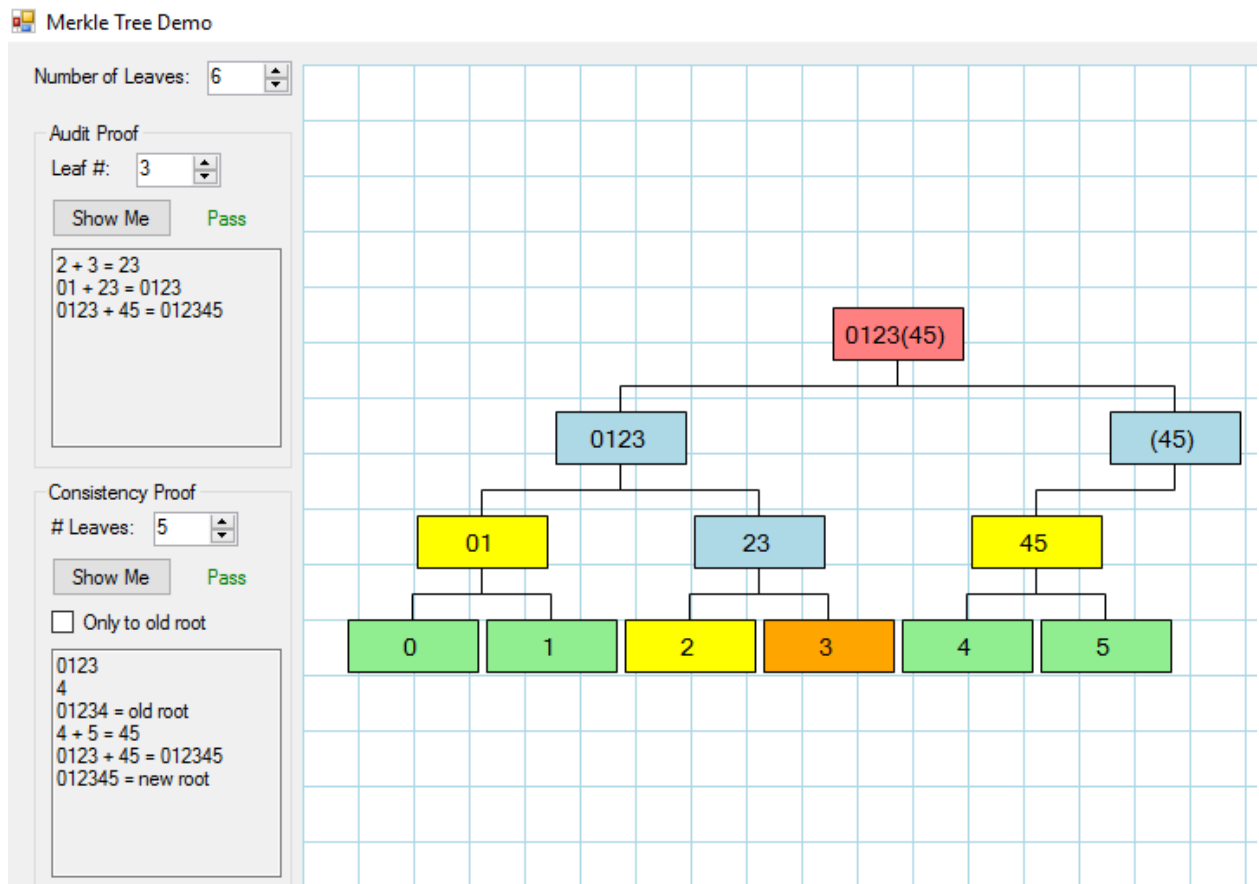 Merkle Tree Demo
Number of Leaves: 6
Audit Proof
Leaf #: 3
Show Me Pass
2 + 3 = 23
01 + 23 = 0123
0123 + 45 = 012345
Consistency Proof
# Leaves: 5
Show Me Pass
Only to old root
0123
4
01234 = old root
4 + 5 = 45
0123 + 45 = 012345
012345 = new root
0123(45)
0123 (45)
01 23 45
0 1 2 3 4 5